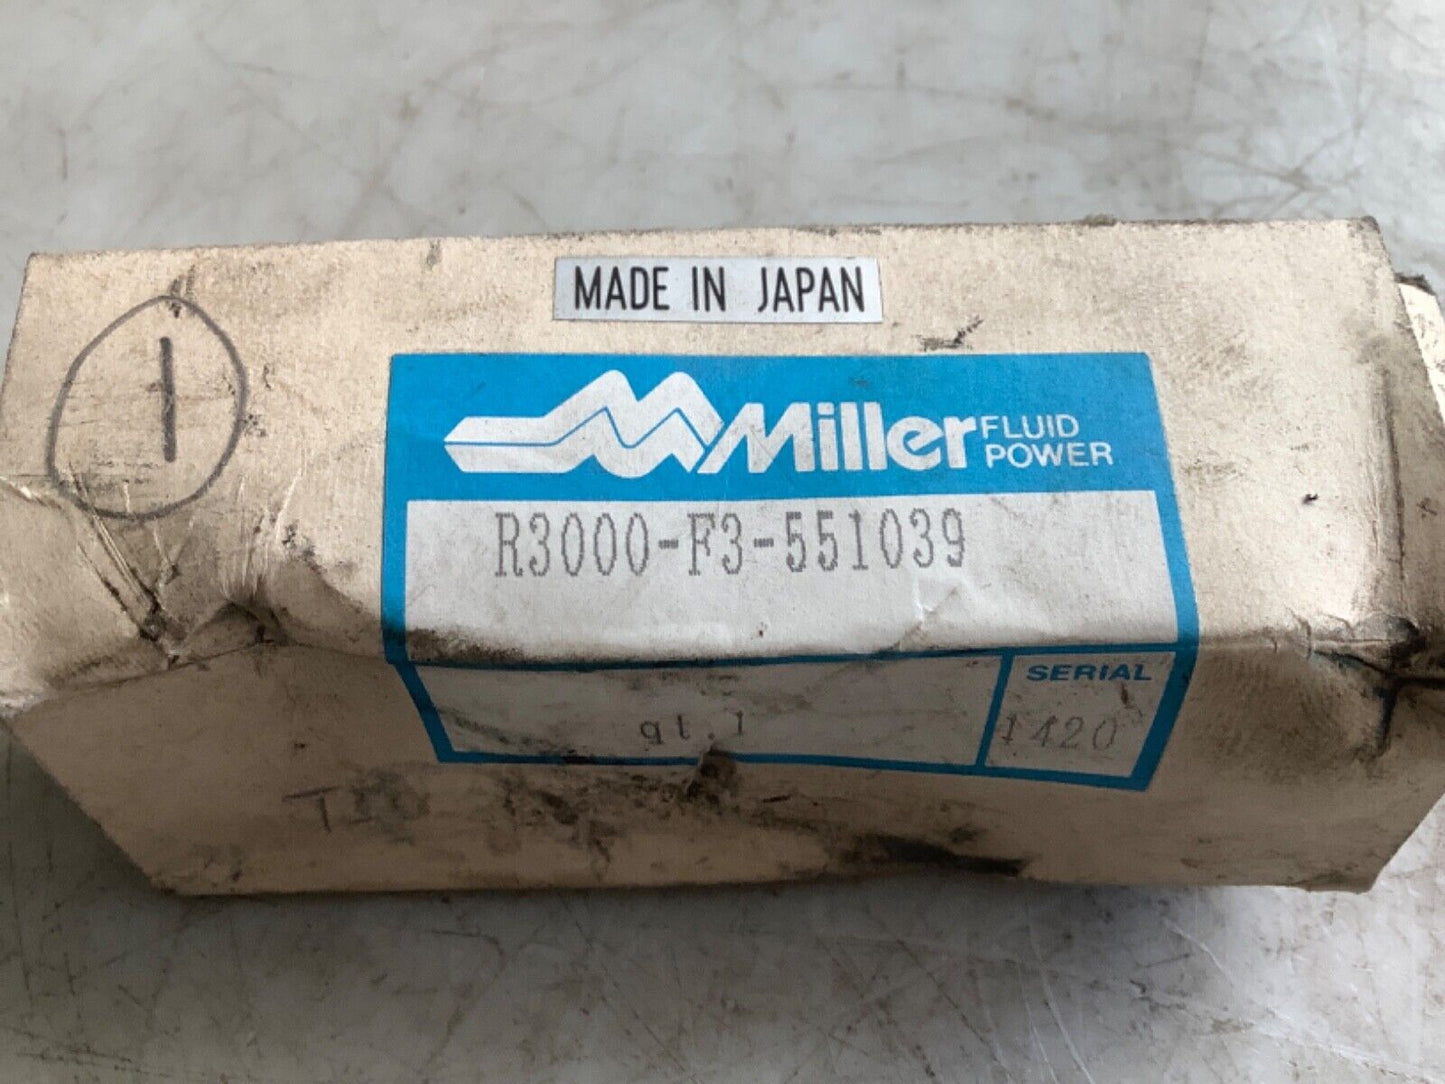 MADE IN JAPAN
1
Miller FLUID
POWER
R3000-F3-551039
SERIAL
qt.1
1420